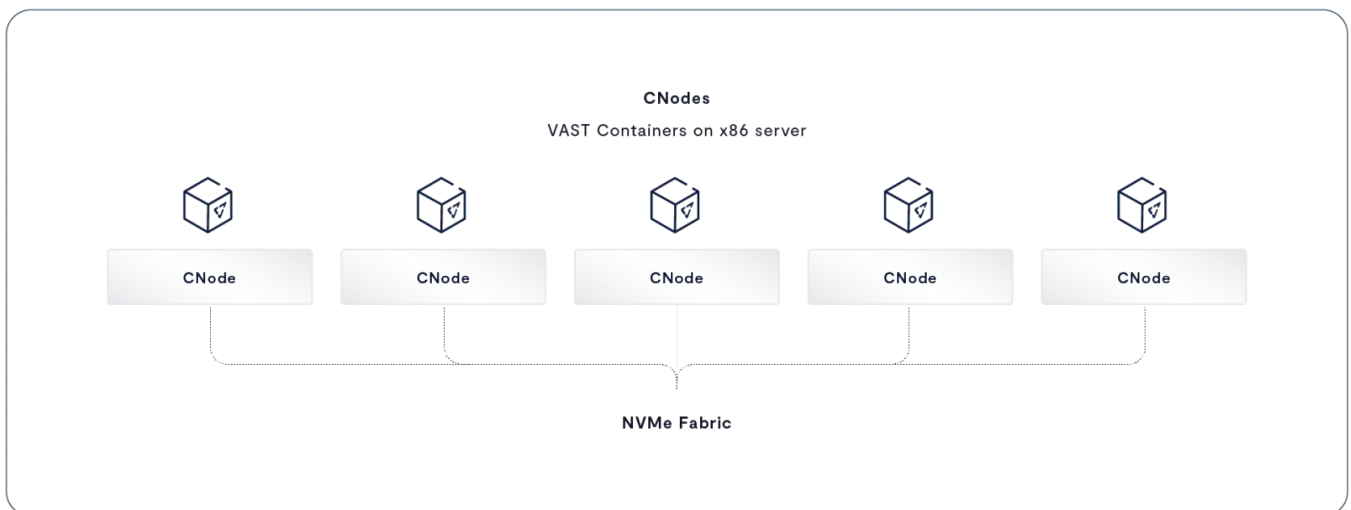 CNodes
VAST Containers on x86 server
CNode
CNode
CNode
CNode
CNode
NVMe Fabric